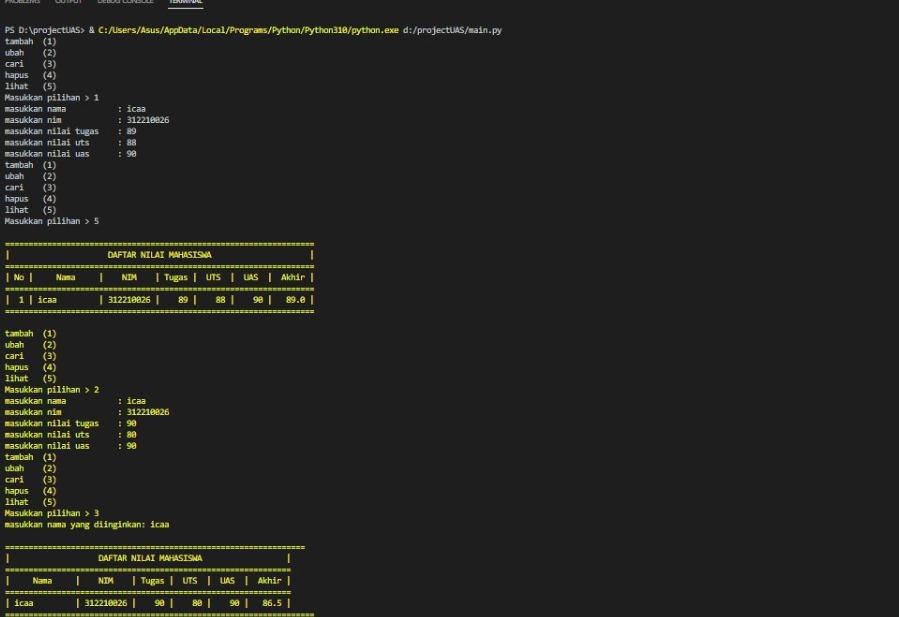 PROBLEMS OUTPUT DEBUG CONSOLE TERMINAL
PS D:\projectUAS> & C:/Users/Asus/AppData/Local/Programs/Python/Python310/python.exe d:/projectUAS/main.py
tambah (1)
ubah (2)
cari (3)
hapus (4)
lihat (5)
Masukkan pilihan > 1
masukkan nama : icaa
masukkan nim : 312210026
masukkan nilai tugas : 89
masukkan nilai uts : 88
masukkan nilai uas : 90
tambah (1)
ubah (2)
cari (3)
hapus (4)
lihat (5)
Masukkan pilihan > 5
==================================================================
| DAFTAR NILAI MAHASISWA |
==================================================================
| No | Nama | NIM | Tugas | UTS | UAS | Akhir |
==================================================================
| 1 | icaa | 312210026 | 89 | 88 | 90 | 89.0 |
==================================================================
tambah (1)
ubah (2)
cari (3)
hapus (4)
lihat (5)
Masukkan pilihan > 2
masukkan nama : icaa
masukkan nim : 312210026
masukkan nilai tugas : 90
masukkan nilai uts : 80
masukkan nilai uas : 90
tambah (1)
ubah (2)
cari (3)
hapus (4)
lihat (5)
Masukkan pilihan > 3
masukkan nama yang diinginkan: icaa
================================================================
| DAFTAR NILAI MAHASISWA |
=============================================================
| Nama | NIM | Tugas | UTS | UAS | Akhir |
=============================================================
| icaa | 312210026 | 90 | 80 | 90 | 86.5 |
==================================================================